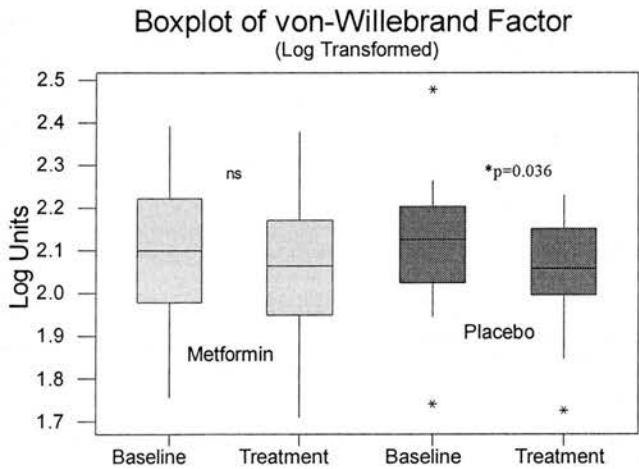 Boxplot of von-Willebrand Factor
(Log Transformed)
Log Units
2.5
2.4
2.3
2.2
2.1
2.0
1.9
1.8
1.7
ns
*p=0.036
Metformin
Placebo
Baseline Treatment Baseline Treatment